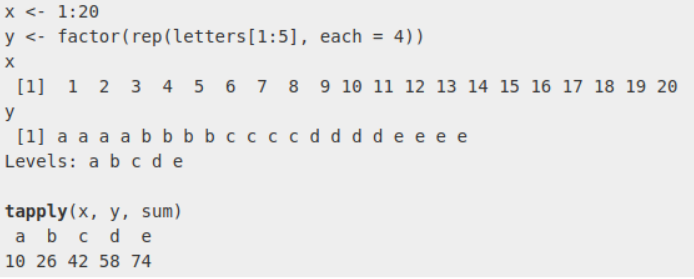 x <- 1:20
y <- factor(rep(letters[1:5], each = 4))
x
 [1]  1  2  3  4  5  6  7  8  9 10 11 12 13 14 15 16 17 18 19 20
y
 [1] a a a a b b b b c c c c d d d d e e e e
Levels: a b c d e

tapply(x, y, sum)
 a  b  c  d  e
10 26 42 58 74